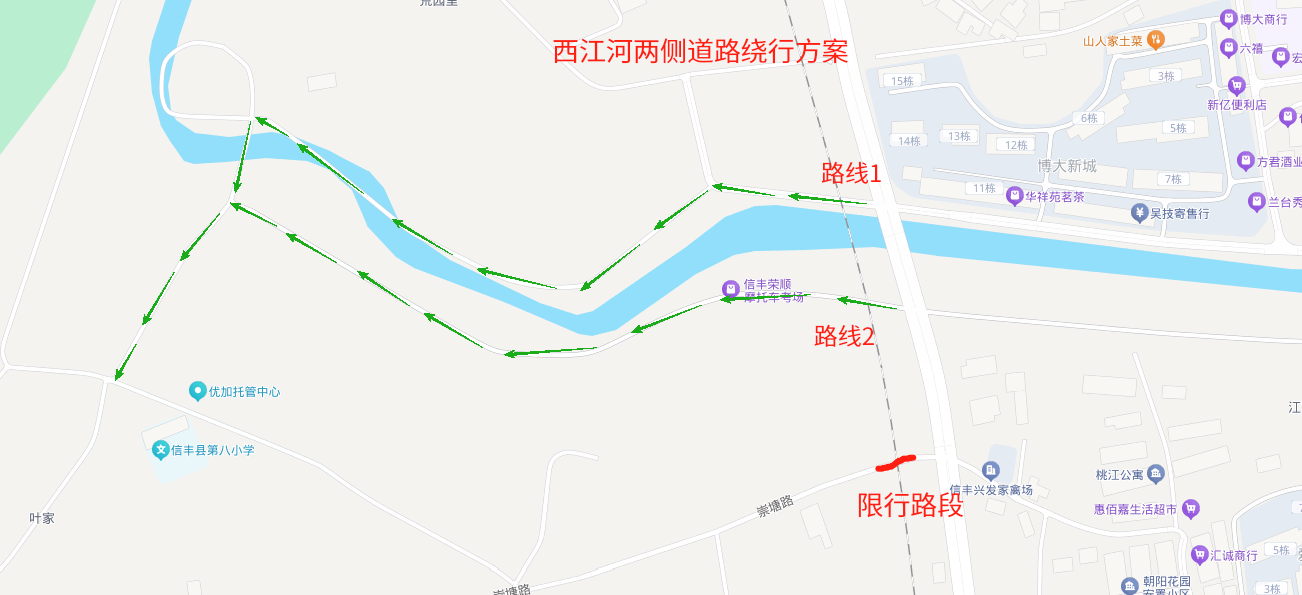 荒园里
西江河两侧道路绕行方案
博大商行
山人家土菜
六禧
宏
3栋
15栋
新亿便利店
6栋
5栋
14栋
13栋
12栋
方君酒业
博大新城
路线1
7栋
11栋
华祥苑茗茶
兰台秀
吴技寄售行
信丰荣顺
摩托车考场
路线2
优加托管中心
江
信丰县第八小学
桃江公寓
信丰兴发家禽场
限行路段
崇塘路
惠佰嘉生活超市
叶家
5栋
汇诚商行
朝阳花园
安置小区
3栋
崇塘路